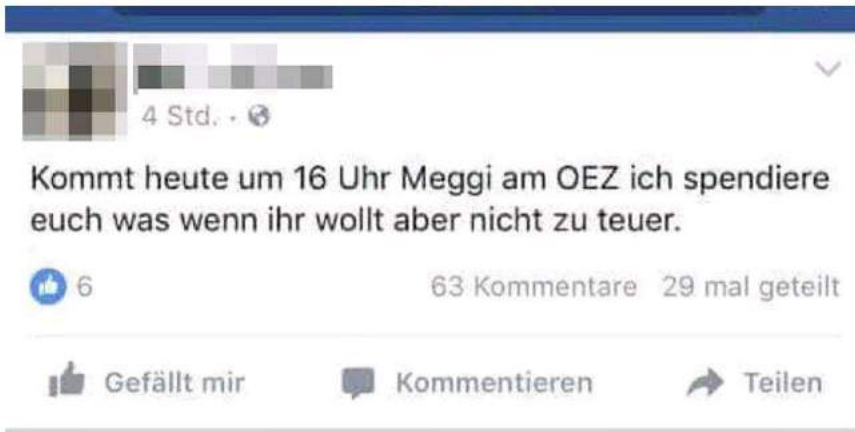 4 Std. ·
Kommt heute um 16 Uhr Meggi am OEZ ich spendiere
euch was wenn ihr wollt aber nicht zu teuer.
6 63 Kommentare 29 mal geteilt
Gefällt mir Kommentieren Teilen